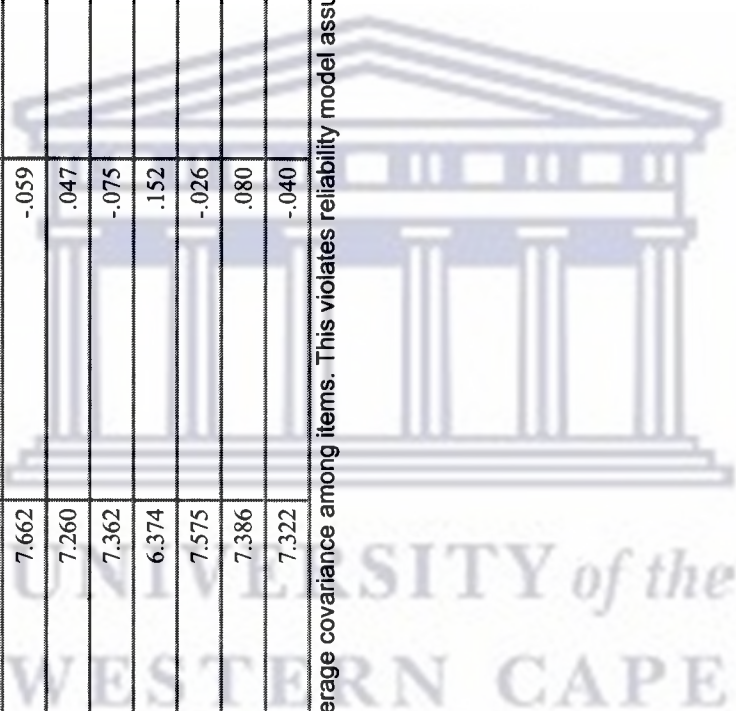 7.662 -.059
7.260 .047
7.362 -.075
6.374 .152
7.575 -.026
7.386 .080
7.322 -.040
erage covariance among items. This violates reliability model assu
UNIVERSITY of the
WESTERN CAPE